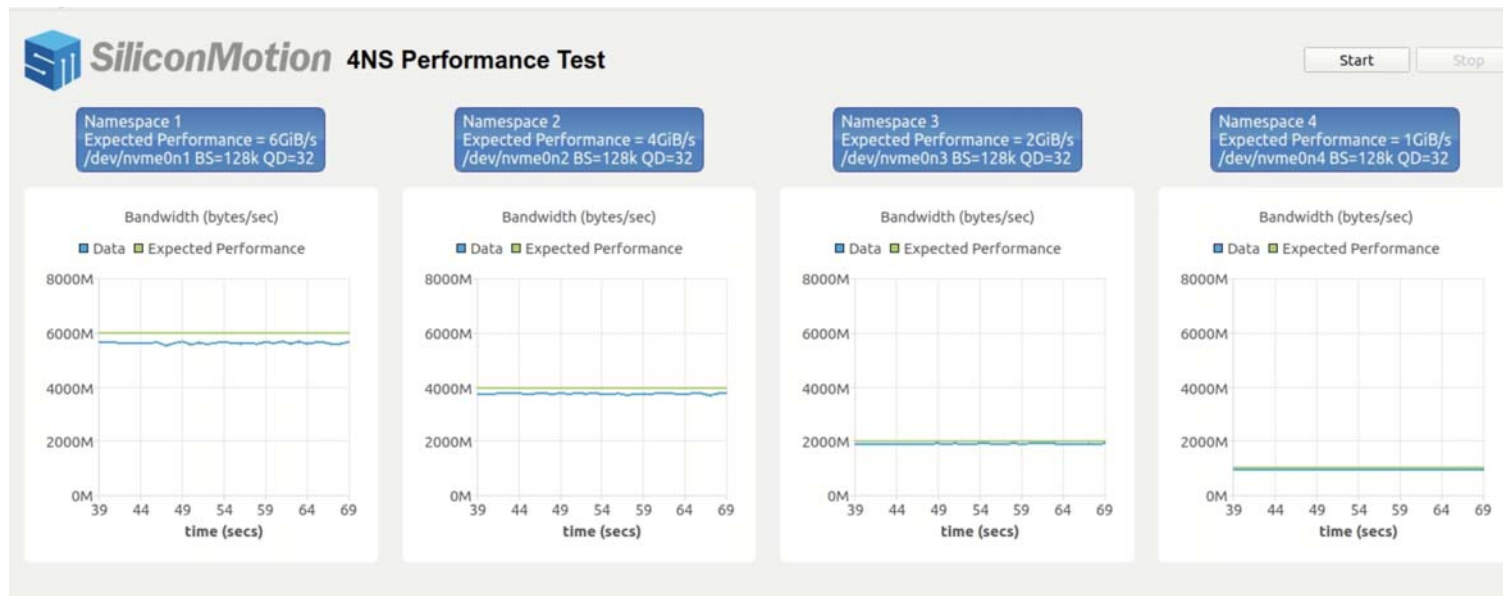 SiliconMotion 4NS Performance Test
Start
Stop
Namespace 1
Expected Performance = 6GiB/s
/dev/nvme0n1 BS=128k QD=32
Namespace 2
Expected Performance = 4GiB/s
/dev/nvme0n2 BS=128k QD=32
Namespace 3
Expected Performance = 2GiB/s
/dev/nvme0n3 BS=128k QD=32
Namespace 4
Expected Performance = 1GiB/s
/dev/nvme0n4 BS=128k QD=32
Bandwidth (bytes/sec)
Data Expected Performance
8000M
6000M
4000M
2000M
0M
39 44 49 54 59 64 69
time (secs)
Bandwidth (bytes/sec)
Data Expected Performance
8000M
6000M
4000M
2000M
0M
39 44 49 54 59 64 69
time (secs)
Bandwidth (bytes/sec)
Data Expected Performance
8000M
6000M
4000M
2000M
0M
39 44 49 54 59 64 69
time (secs)
Bandwidth (bytes/sec)
Data Expected Performance
8000M
6000M
4000M
2000M
0M
39 44 49 54 59 64 69
time (secs)